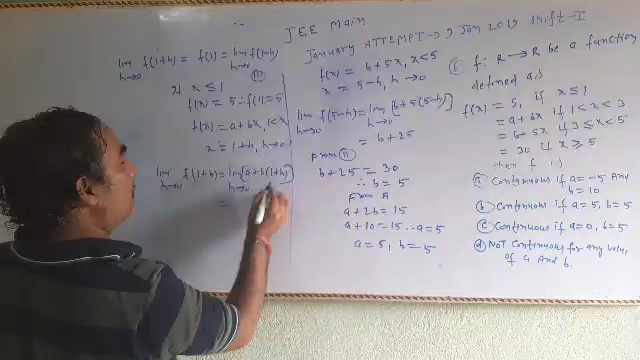 JEE Main
January ATTEMPT → 9 Jan 2019 shift-I
lim f(1+h) = f(1) = lim f(1-h)
h→0 h→0
III
If x ≤ 1
f(x) = 5 ∴ f(1) = 5
f(x) = a+bx, 1<x
x = 1+h, h→0
lim f(1+h) = lim [a+b(1+h)]
h→0 h→0
=
f(x) = b+5x, x<5
x = 5-h, h→0
lim f(5-h) = lim [b+5(5-h)]
h→0 h→0
= b+25
From II
b+25 = 30
∴ b = 5
From A
a+2b = 15
a+10 = 15 ∴ a=5
a=5, b=5
f: R → R be a function
defined as
f(x) = 5, if x ≤ 1
= a+bx if 1<x<3
= b+5x if 3≤x<5
= 30 if x ≥ 5
then f is
a Continuous if a=-5 And b=10
b Continuous if a=5, b=5
c Continuous if a=0, b=5
d Not Continuous for any value
of a And b.